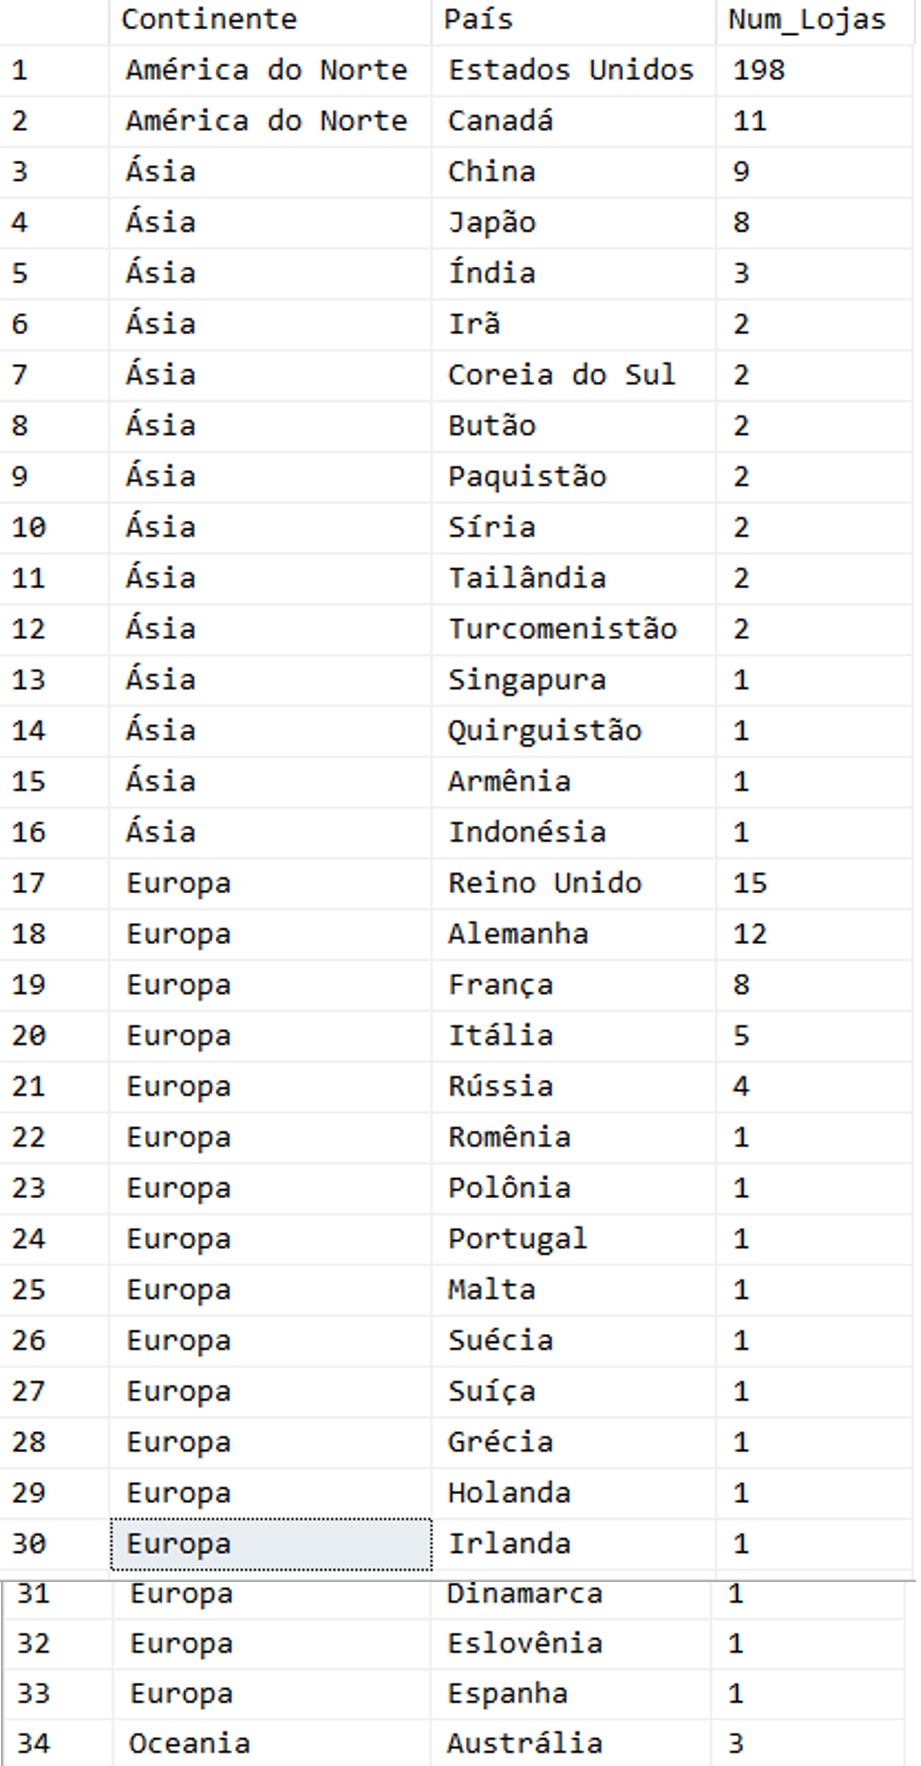 Continente País Num_Lojas
1 América do Norte Estados Unidos 198
2 América do Norte Canadá 11
3 Ásia China 9
4 Ásia Japão 8
5 Ásia Índia 3
6 Ásia Irã 2
7 Ásia Coreia do Sul 2
8 Ásia Butão 2
9 Ásia Paquistão 2
10 Ásia Síria 2
11 Ásia Tailândia 2
12 Ásia Turcomenistão 2
13 Ásia Singapura 1
14 Ásia Quirguistão 1
15 Ásia Armênia 1
16 Ásia Indonésia 1
17 Europa Reino Unido 15
18 Europa Alemanha 12
19 Europa França 8
20 Europa Itália 5
21 Europa Rússia 4
22 Europa Romênia 1
23 Europa Polônia 1
24 Europa Portugal 1
25 Europa Malta 1
26 Europa Suécia 1
27 Europa Suíça 1
28 Europa Grécia 1
29 Europa Holanda 1
30 Europa Irlanda 1
31 Europa Dinamarca 1
32 Europa Eslovênia 1
33 Europa Espanha 1
34 Oceania Austrália 3